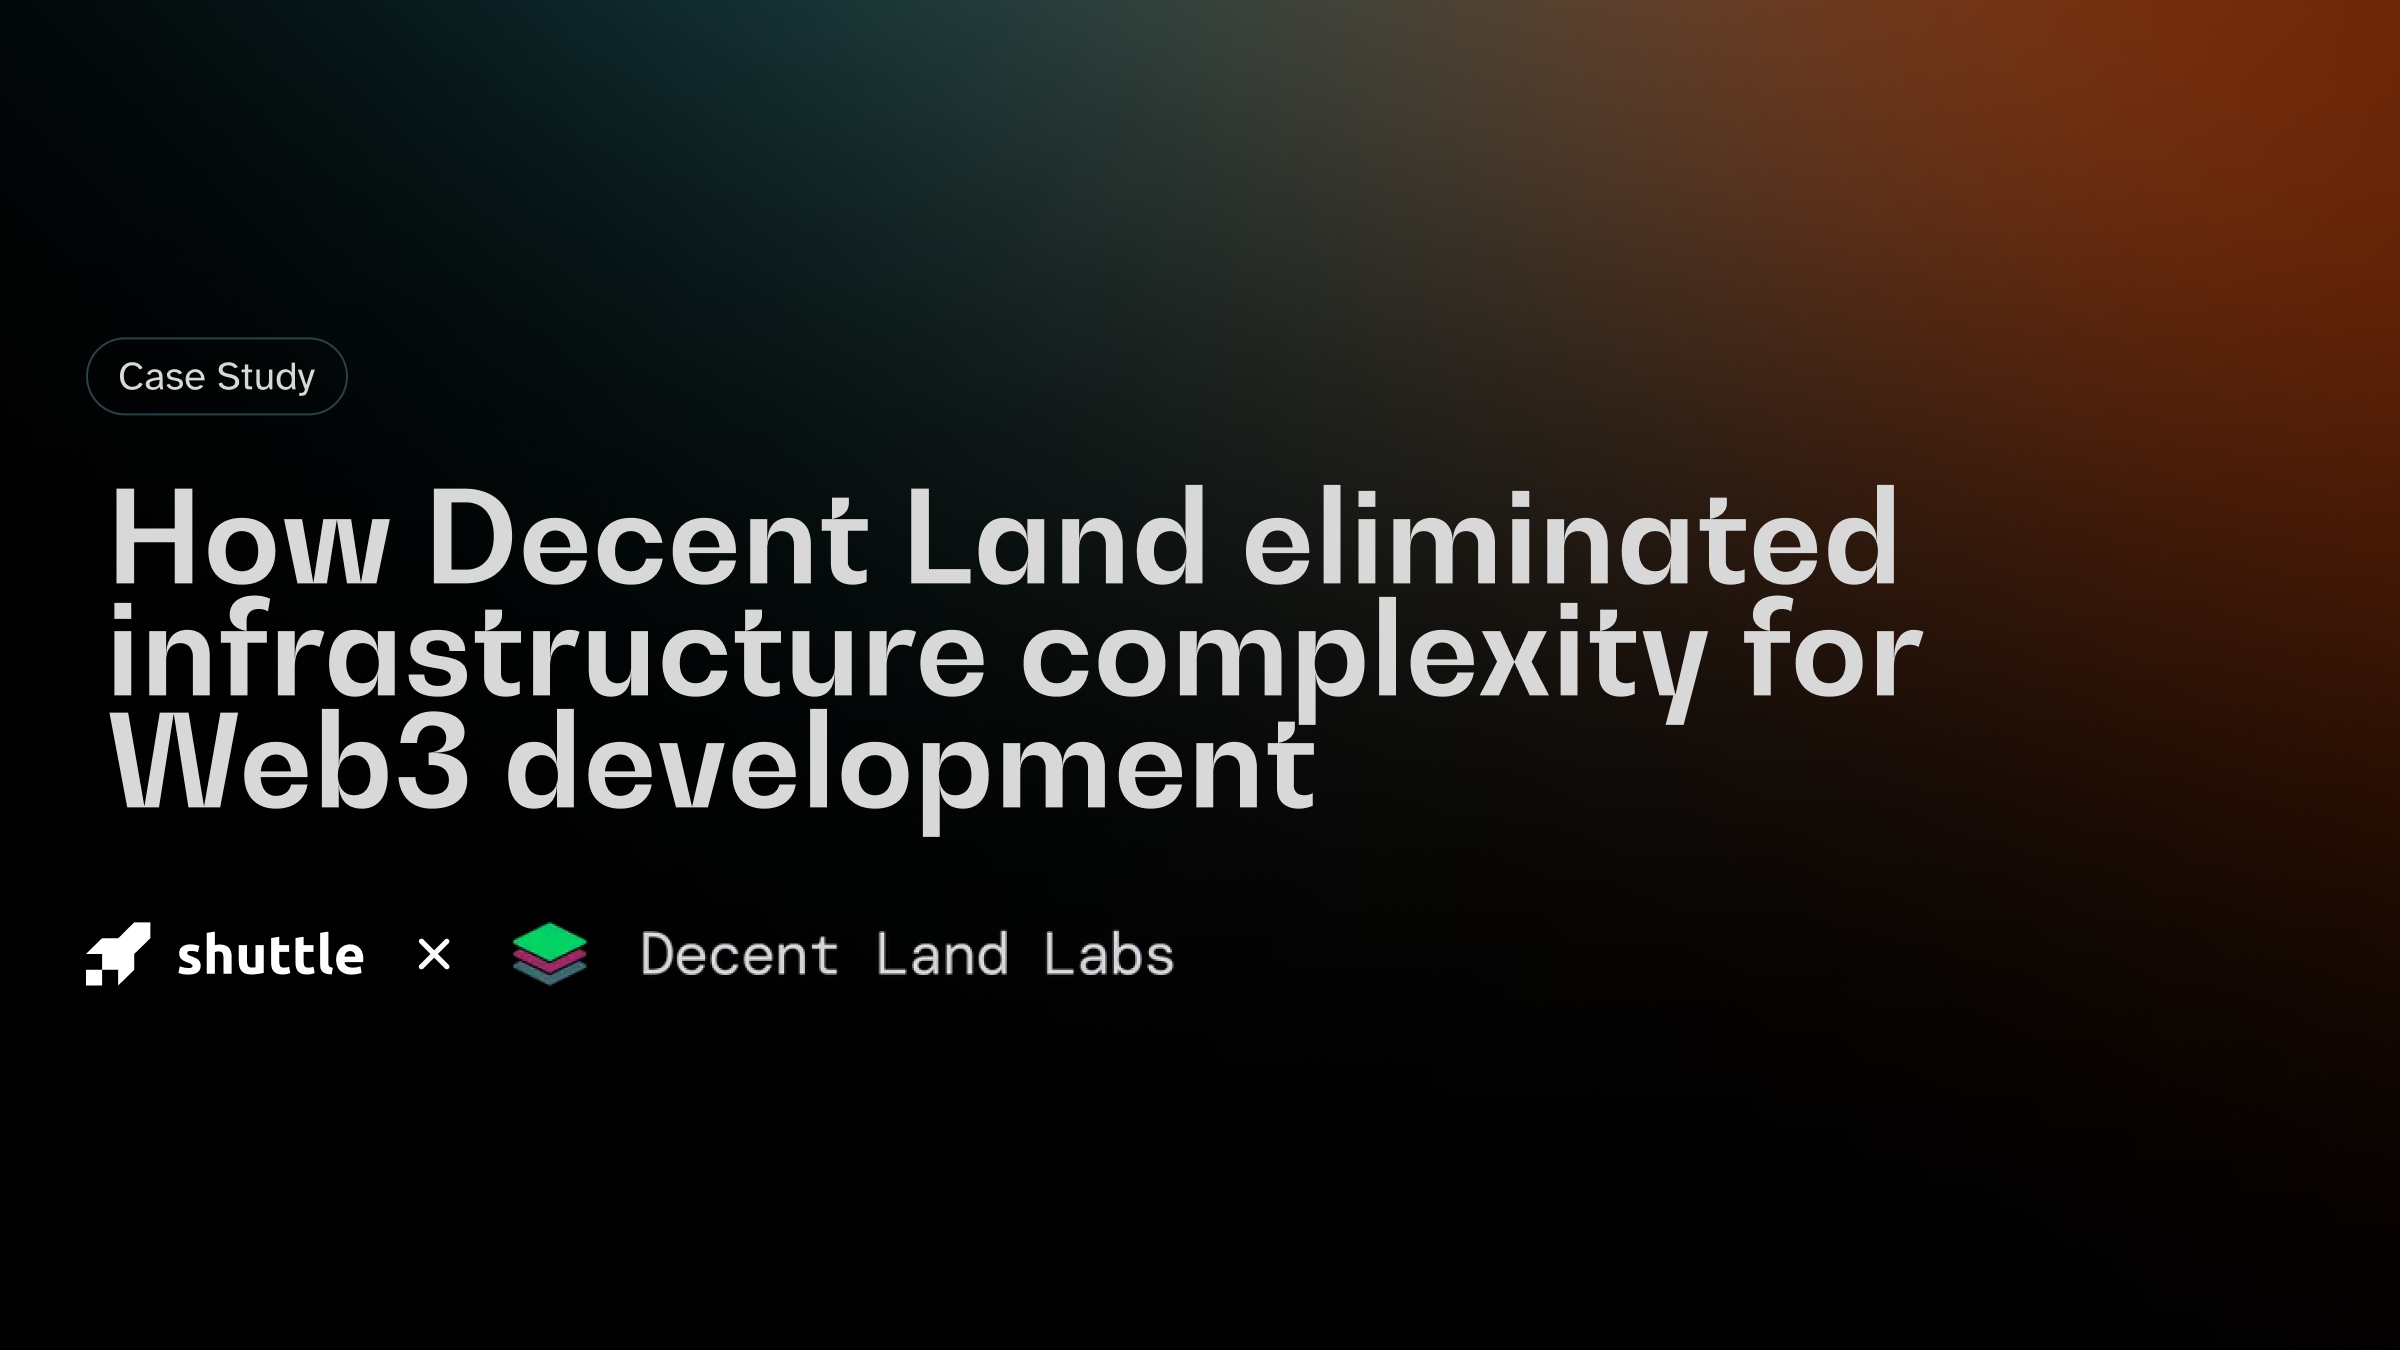 Case Study
How Decent Land eliminated
infrastructure complexity for
Web3 development
shuttle × Decent Land Labs